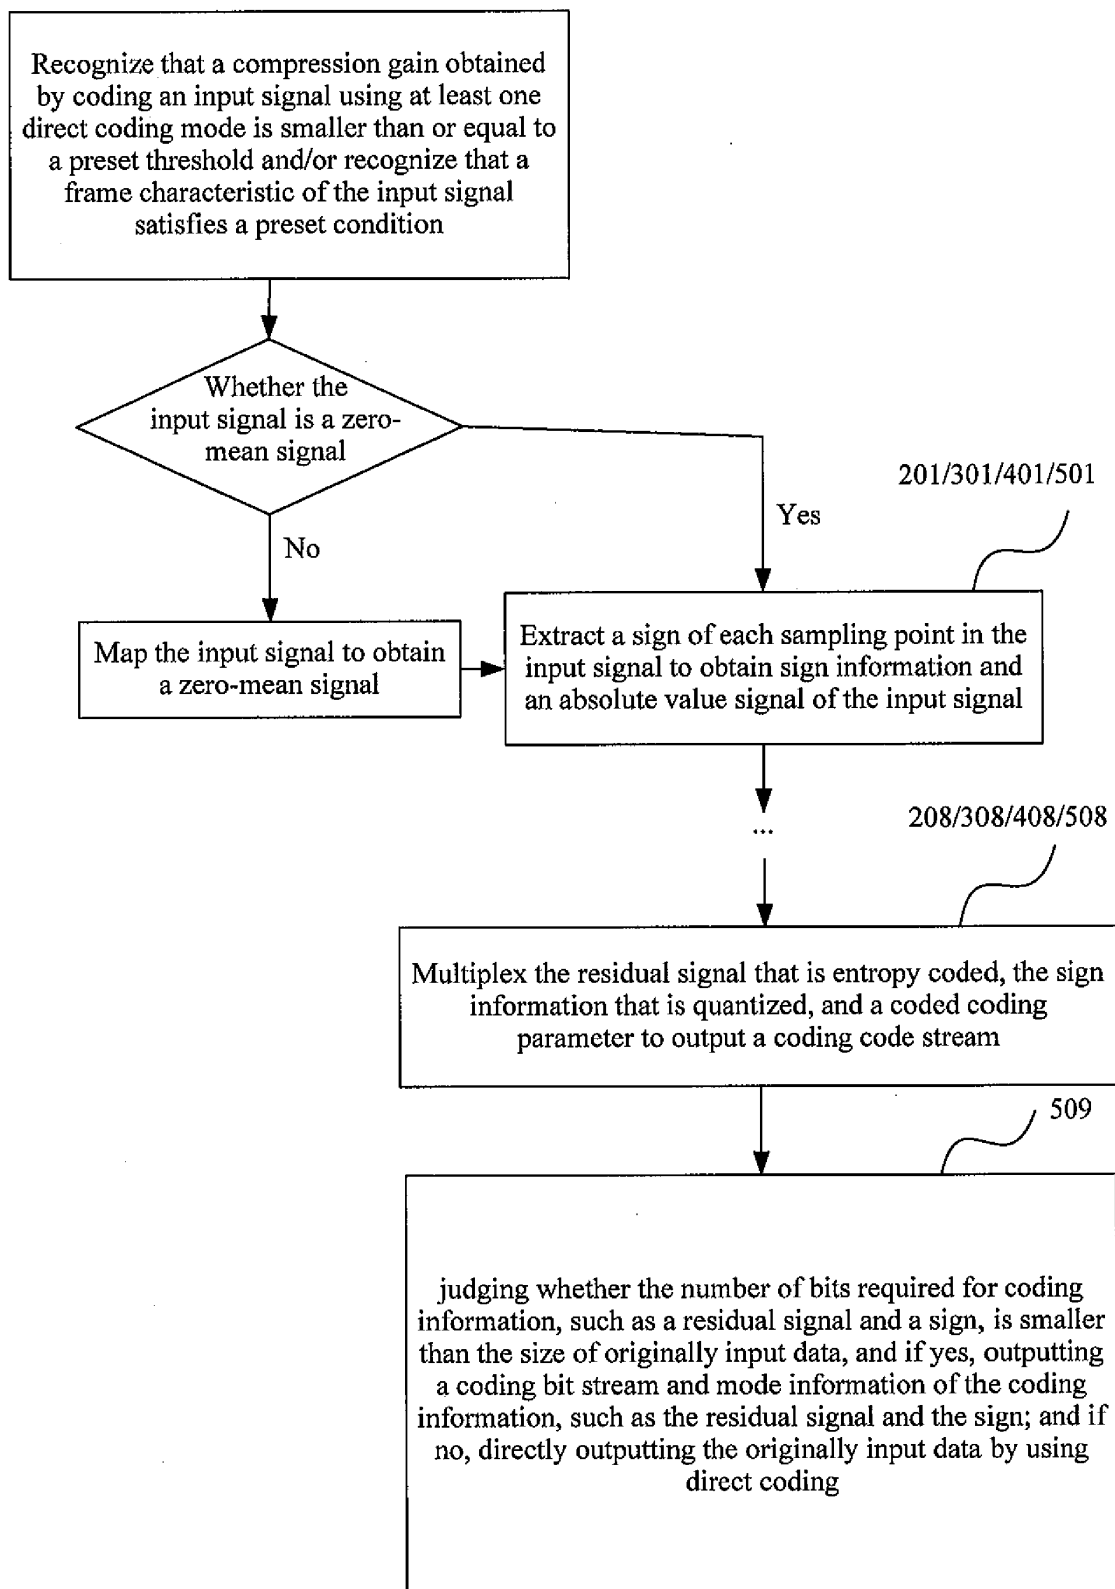 Recognize that a compression gain obtained
by coding an input signal using at least one
direct coding mode is smaller than or equal to
a preset threshold and/or recognize that a
frame characteristic of the input signal
satisfies a preset condition
Whether the
input signal is a zero-
mean signal
201/301/401/501
Yes
No
Map the input signal to obtain
a zero-mean signal
Extract a sign of each sampling point in the
input signal to obtain sign information and
an absolute value signal of the input signal
...
208/308/408/508
Multiplex the residual signal that is entropy coded, the sign
information that is quantized, and a coded coding
parameter to output a coding code stream
509
judging whether the number of bits required for coding
information, such as a residual signal and a sign, is smaller
than the size of originally input data, and if yes, outputting
a coding bit stream and mode information of the coding
information, such as the residual signal and the sign; and if
no, directly outputting the originally input data by using
direct coding